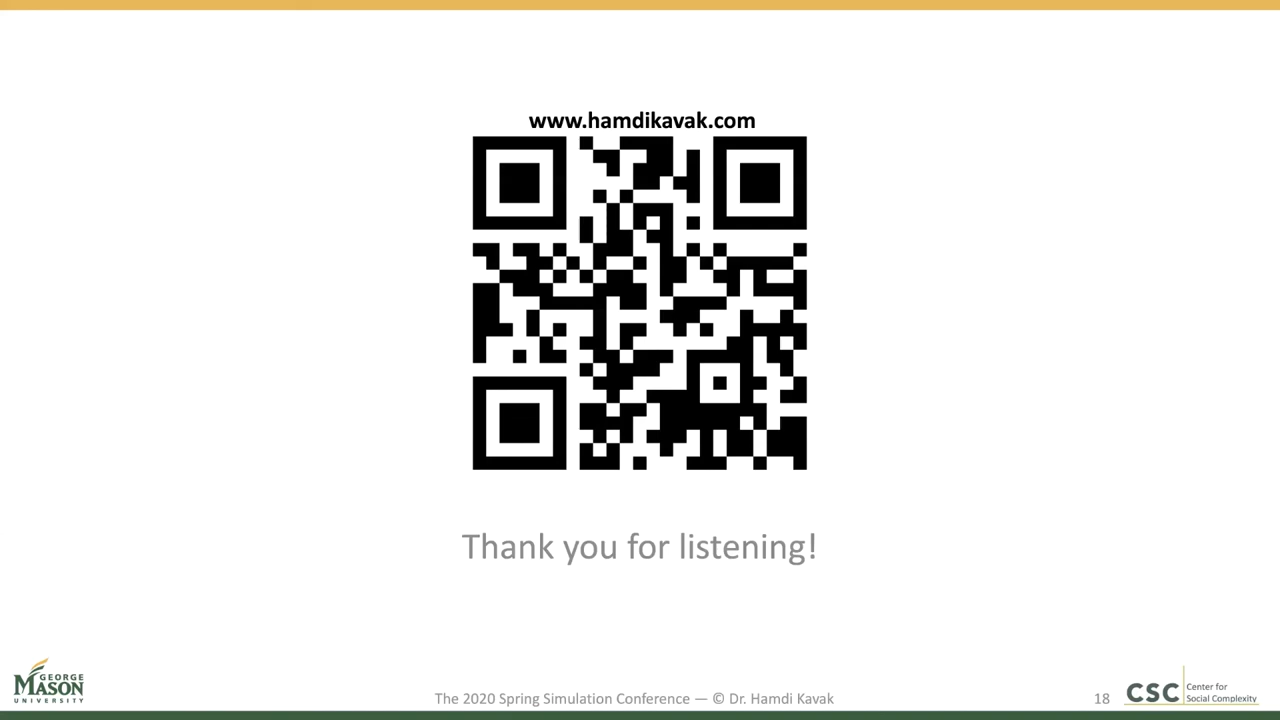 www.hamdikavak.com
Thank you for listening!
GEORGE
MASON
UNIVERSITY
The 2020 Spring Simulation Conference — © Dr. Hamdi Kavak
18
CSC
Center for
Social Complexity